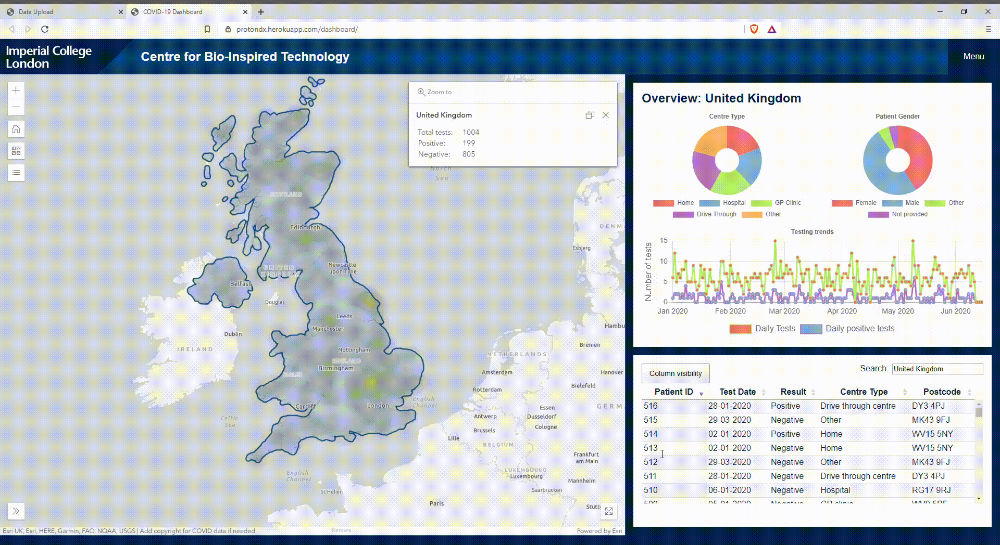 Data Upload
COVID-19 Dashboard
protondx.herokuapp.com/dashboard/
Imperial College
London
Centre for Bio-Inspired Technology
Menu
Zoom to
United Kingdom
Total tests: 1004
Positive: 199
Negative: 805
North
Sea
SCOTLAND
Edinburgh
DENMA
Esbjerg
UNITED
KINGDOM
Newcastle
upon Tyne
Belfast
Douglas
Leeds
Manchester
Dublin
IRELAND
Nottingham
ENGLAND
Birmingham
WALES
Cardiff
London
English
Channel
Celtic
Sea
Hambu
Bremen
NETHERLANDS
Amsterdam
Hanover
Bielefeld
Rotterdam
Essen
GERM
Antwerp
Dusseldorf
Cologne
Brussels
Lille
BELGIUM
Frankfurt
am Main
LUXEMBOURG
Luxembourg
Mannheim
Saarbrucken
English
Channel
St Helier
Paris
Stutt
Rennes
Esri UK, Esri, HERE, Garmin, FAO, NOAA, USGS | Add copyright for COVID data if needed
Powered by Esri
Overview: United Kingdom
Centre Type
Home Hospital GP Clinic
Drive Through Other
Patient Gender
Female Male Other
Not provided
Testing trends
Number of tests
15
10
5
0
Jan 2020 Feb 2020 Mar 2020 Apr 2020 May 2020 Jun 2020
Daily Tests Daily positive tests
Column visibility
Search: United Kingdom
Patient ID Test Date Result Centre Type Postcode
516 28-01-2020 Positive Drive through centre DY3 4PJ
515 29-03-2020 Negative Other MK43 9FJ
514 02-01-2020 Positive Home WV15 5NY
513 02-01-2020 Negative Home WV15 5NY
512 29-03-2020 Negative Other MK43 9FJ
511 28-01-2020 Negative Drive through centre DY3 4PJ
510 06-01-2020 Negative Hospital RG17 9RJ
509 05-01-2020 Negative GP clinic